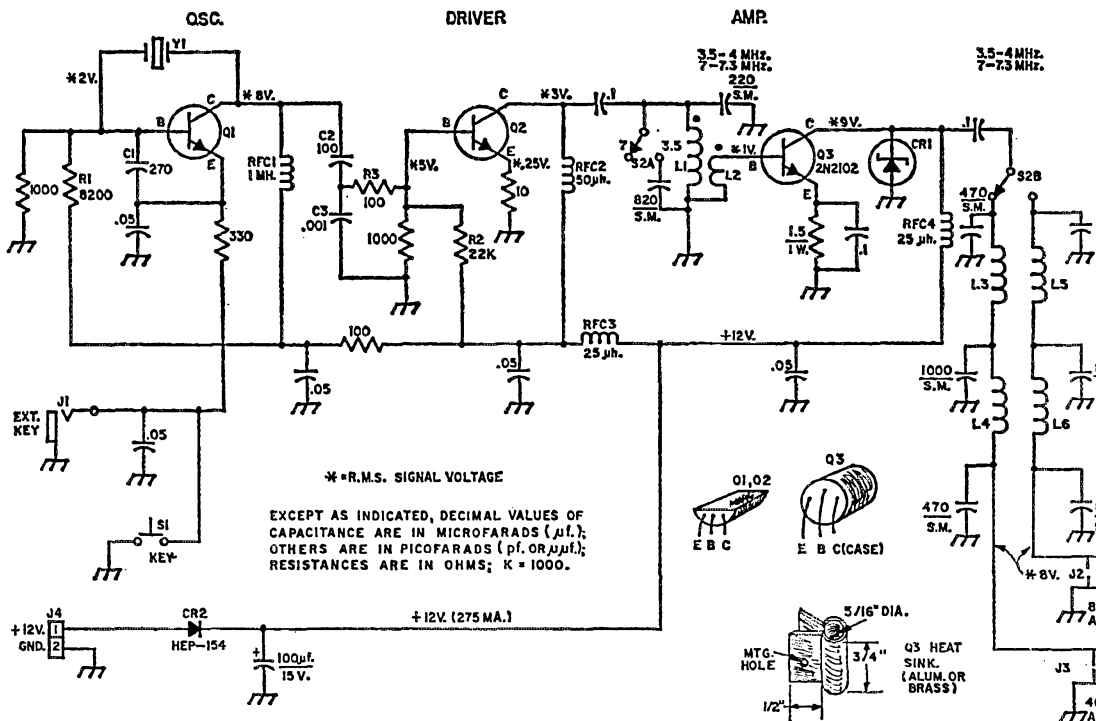 OSC.
DRIVER
AMP.
Y1
*2V.
C
*8V.
B
Q1
E
C1
270
1000
R1
8200
.05
330
RFC1
1 MH.
C2
100
R3
100
C3
.001
*.5V.
1000
R2
22K
B
C
Q2
E
*.25V.
10
*3V.
RFC2
50µh.
.1
3.5-4 MHz.
7-7.3 MHz.
220
S.M.
7
3.5
S2A
L1
L2
820
S.M.
*1V.
B
C
*9V.
Q3
2N2102
E
1.5
1 W.
.1
CR1
RFC4
25 µh.
.1
3.5-4 MHz.
7-7.3 MHz.
S2B
470
S.M.
L3
L5
1000
S.M.
L4
L6
470
S.M.
*8V.
J2
J3
100
.05
.05
RFC3
25µh.
+12V.
.05
EXT.
KEY
J1
.05
S1
KEY
*=R.M.S. SIGNAL VOLTAGE
EXCEPT AS INDICATED, DECIMAL VALUES OF
CAPACITANCE ARE IN MICROFARADS (µf.);
OTHERS ARE IN PICOFARADS (pf. OR µµf.);
RESISTANCES ARE IN OHMS; K = 1000.
Q1,Q2
E B C
Q3
E B C(CASE)
J4
+12V.
1
GND.
2
CR2
HEP-154
+12V. (275 MA.)
+
100µf.
15 V.
5/16" DIA.
MTG.
HOLE
3/4"
1/2"
Q3 HEAT
SINK.
(ALUM. OR
BRASS)